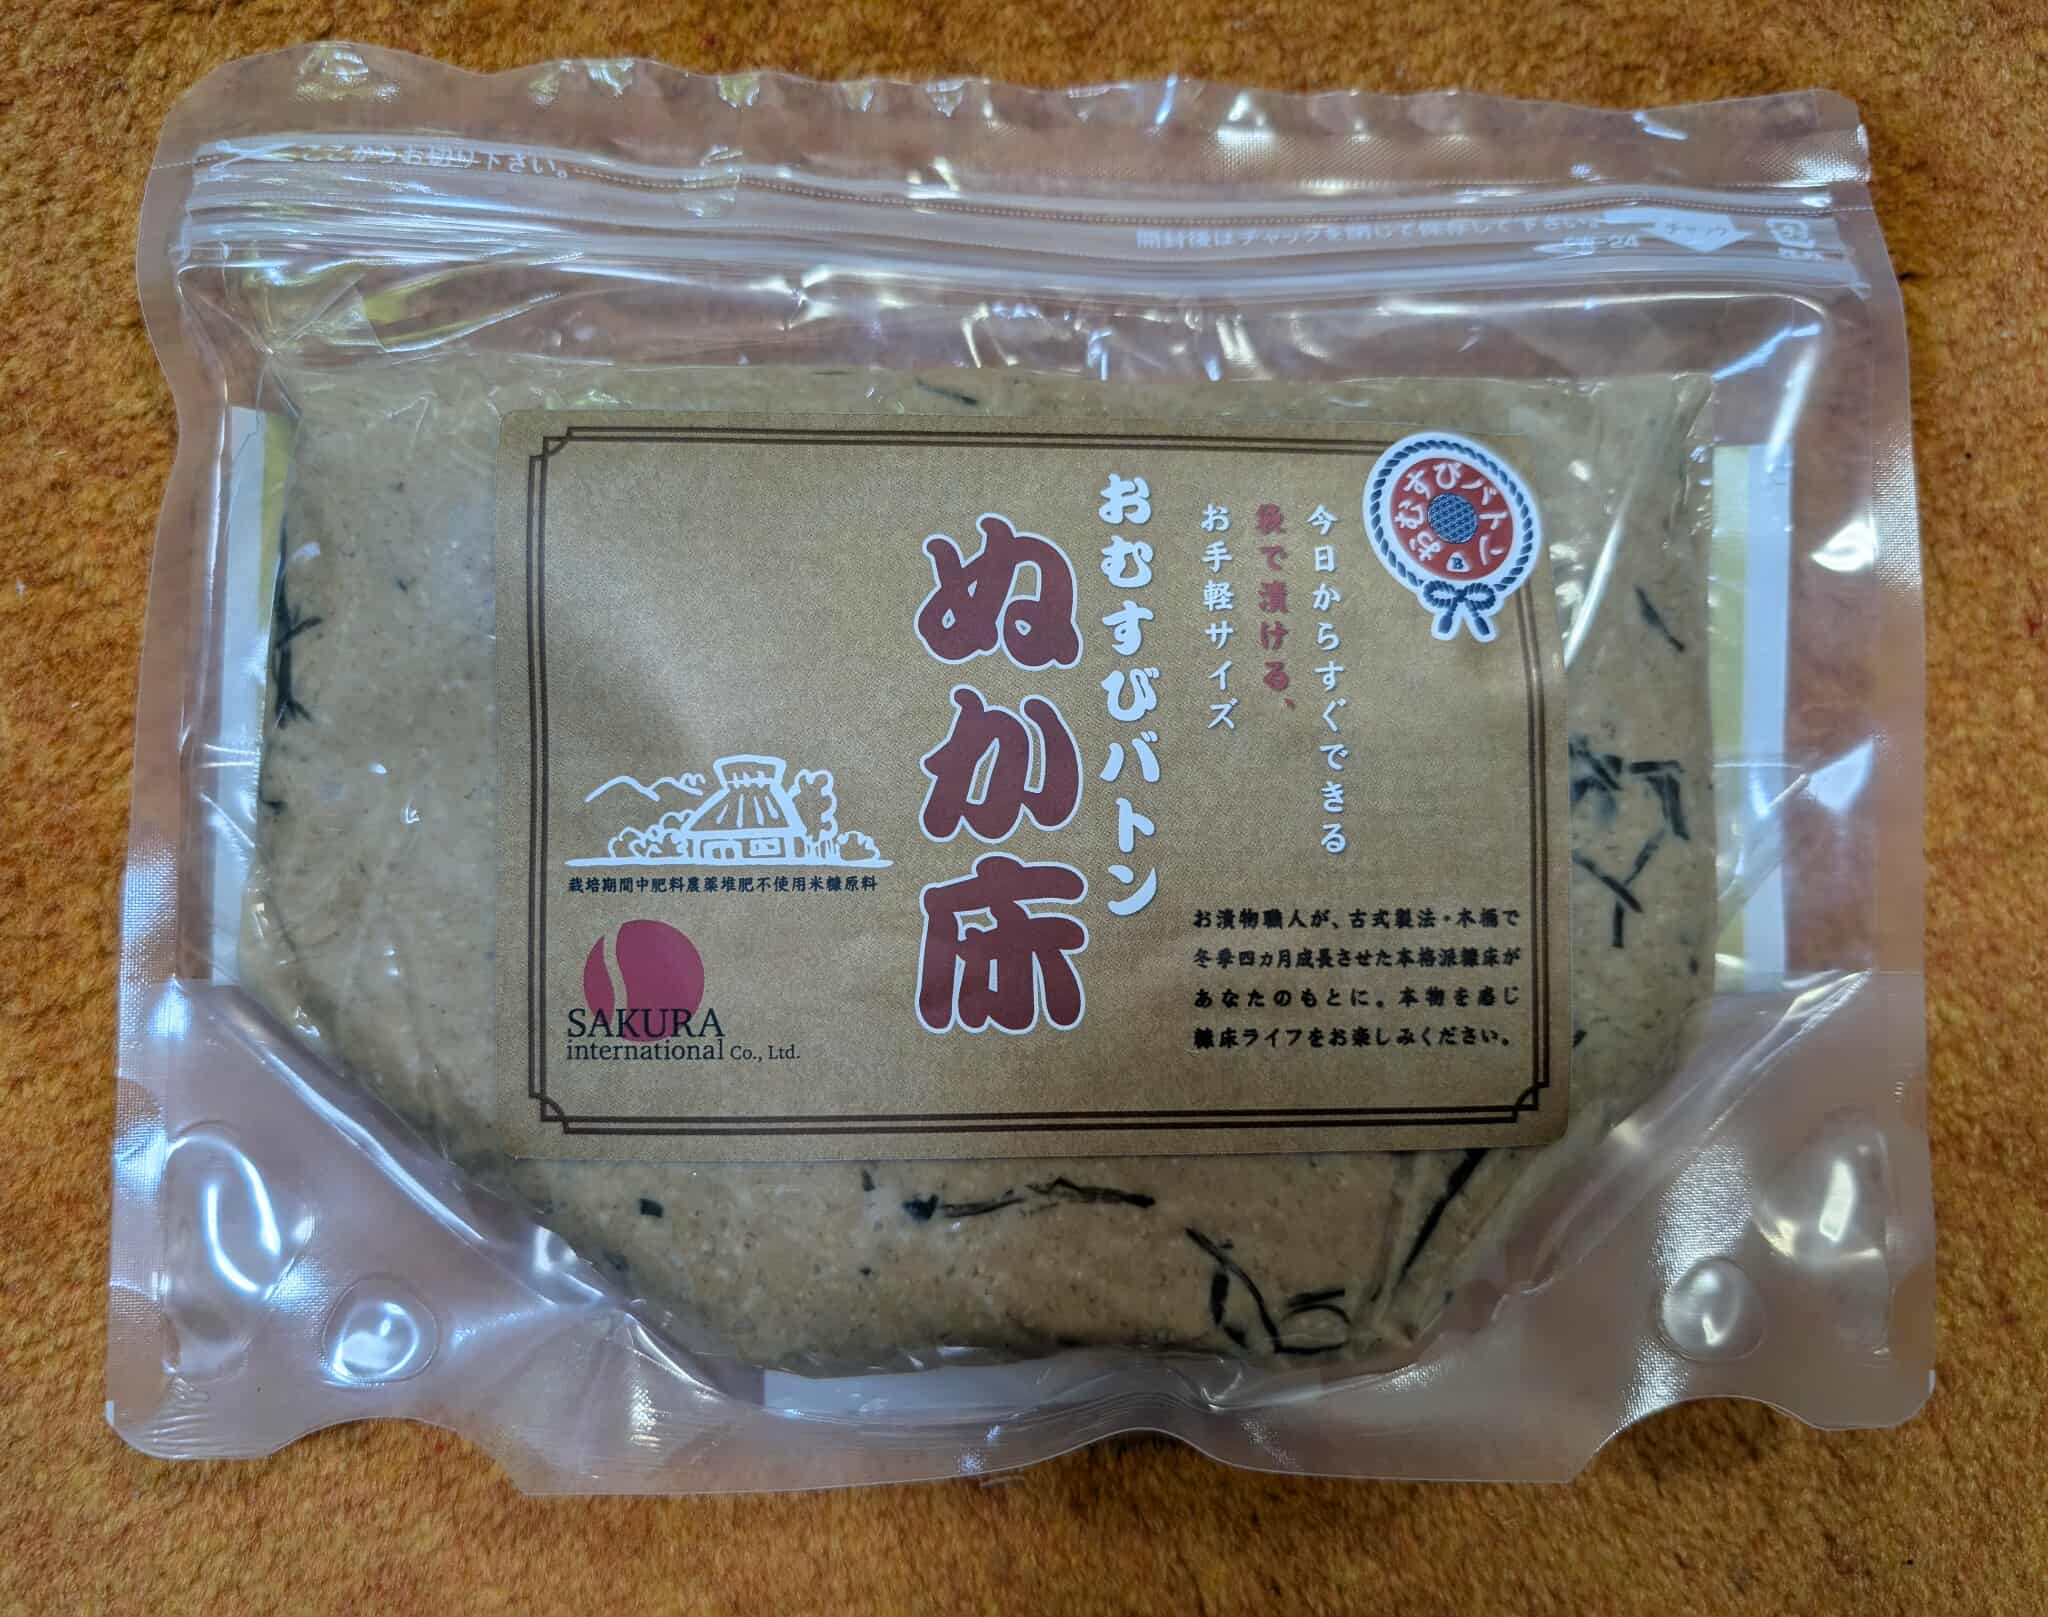 ここからお切り下さい。
開封後はチャックを閉じて保存して下さい。
チャック
おむすびバトン
B
今日からすぐできる
袋で漬ける、
お手軽サイズ
おむすびバトン
ぬか床
栽培期間中肥料農薬堆肥不使用米糠原料
SAKURA
international Co., Ltd.
お漬物職人が、古式製法・木桶で
冬季四カ月成長させた本格派糠床が
あなたのもとに。本物を感じ
糠床ライフをお楽しみください。